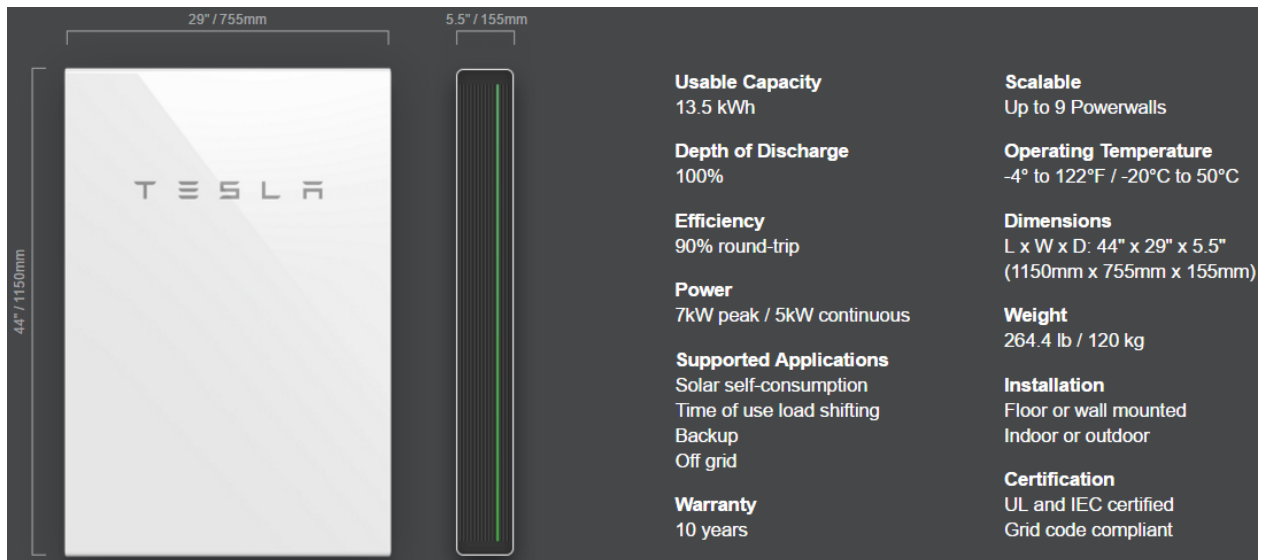 29" / 755mm
5.5" / 155mm
44" / 1150mm
TESLA
Usable Capacity
13.5 kWh
Depth of Discharge
100%
Efficiency
90% round-trip
Power
7kW peak / 5kW continuous
Supported Applications
Solar self-consumption
Time of use load shifting
Backup
Off grid
Warranty
10 years
Scalable
Up to 9 Powerwalls
Operating Temperature
-4° to 122°F / -20°C to 50°C
Dimensions
L x W x D: 44" x 29" x 5.5"
(1150mm x 755mm x 155mm)
Weight
264.4 lb / 120 kg
Installation
Floor or wall mounted
Indoor or outdoor
Certification
UL and IEC certified
Grid code compliant